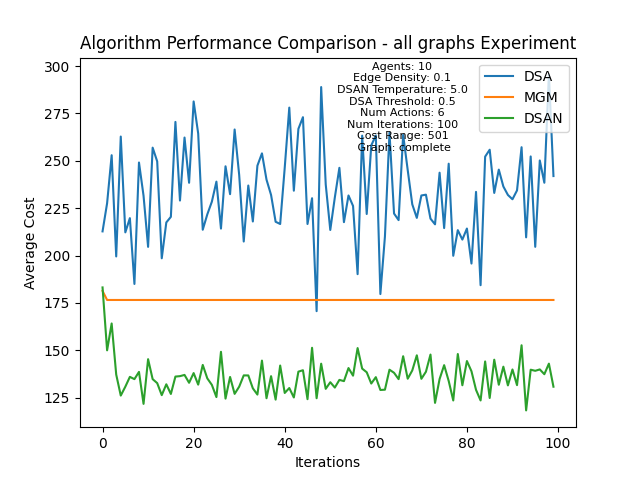 Algorithm Performance Comparison - all graphs Experiment
Agents: 10
Edge Density: 0.1
DSAN Temperature: 5.0
DSA Threshold: 0.5
Num Actions: 6
Num Iterations: 100
Cost Range: 501
Graph: complete
DSA
MGM
DSAN
Average Cost
300
275
250
225
200
175
150
125
0
20
40
60
80
100
Iterations